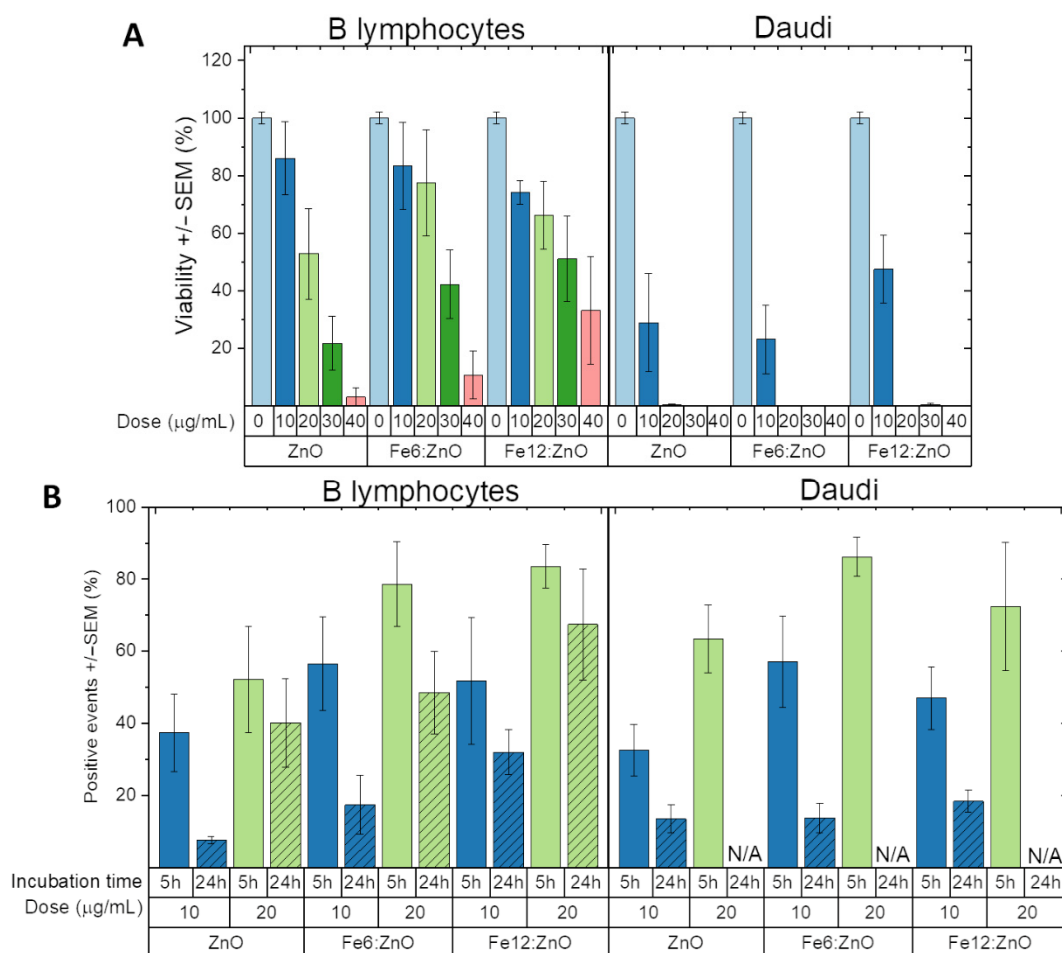 A
B lymphocytes Daudi
Viability +/− SEM (%)
120
100
80
60
40
20
Dose (μg/mL) 0 10 20 30 40 0 10 20 30 40 0 10 20 30 40 0 10 20 30 40 0 10 20 30 40 0 10 20 30 40
ZnO Fe6:ZnO Fe12:ZnO ZnO Fe6:ZnO Fe12:ZnO
B
B lymphocytes Daudi
Positive events +/−SEM (%)
100
80
60
40
20
N/A N/A N/A
Incubation time 5h 24h 5h 24h 5h 24h 5h 24h 5h 24h 5h 24h 5h 24h 5h 24h 5h 24h 5h 24h 5h 24h 5h 24h
Dose (μg/mL) 10 20 10 20 10 20 10 20 10 20 10 20
ZnO Fe6:ZnO Fe12:ZnO ZnO Fe6:ZnO Fe12:ZnO